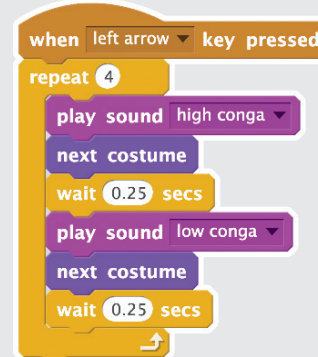 when left arrow key pressed
repeat 4
play sound high conga
next costume
wait 0.25 secs
play sound low conga
next costume
wait 0.25 secs